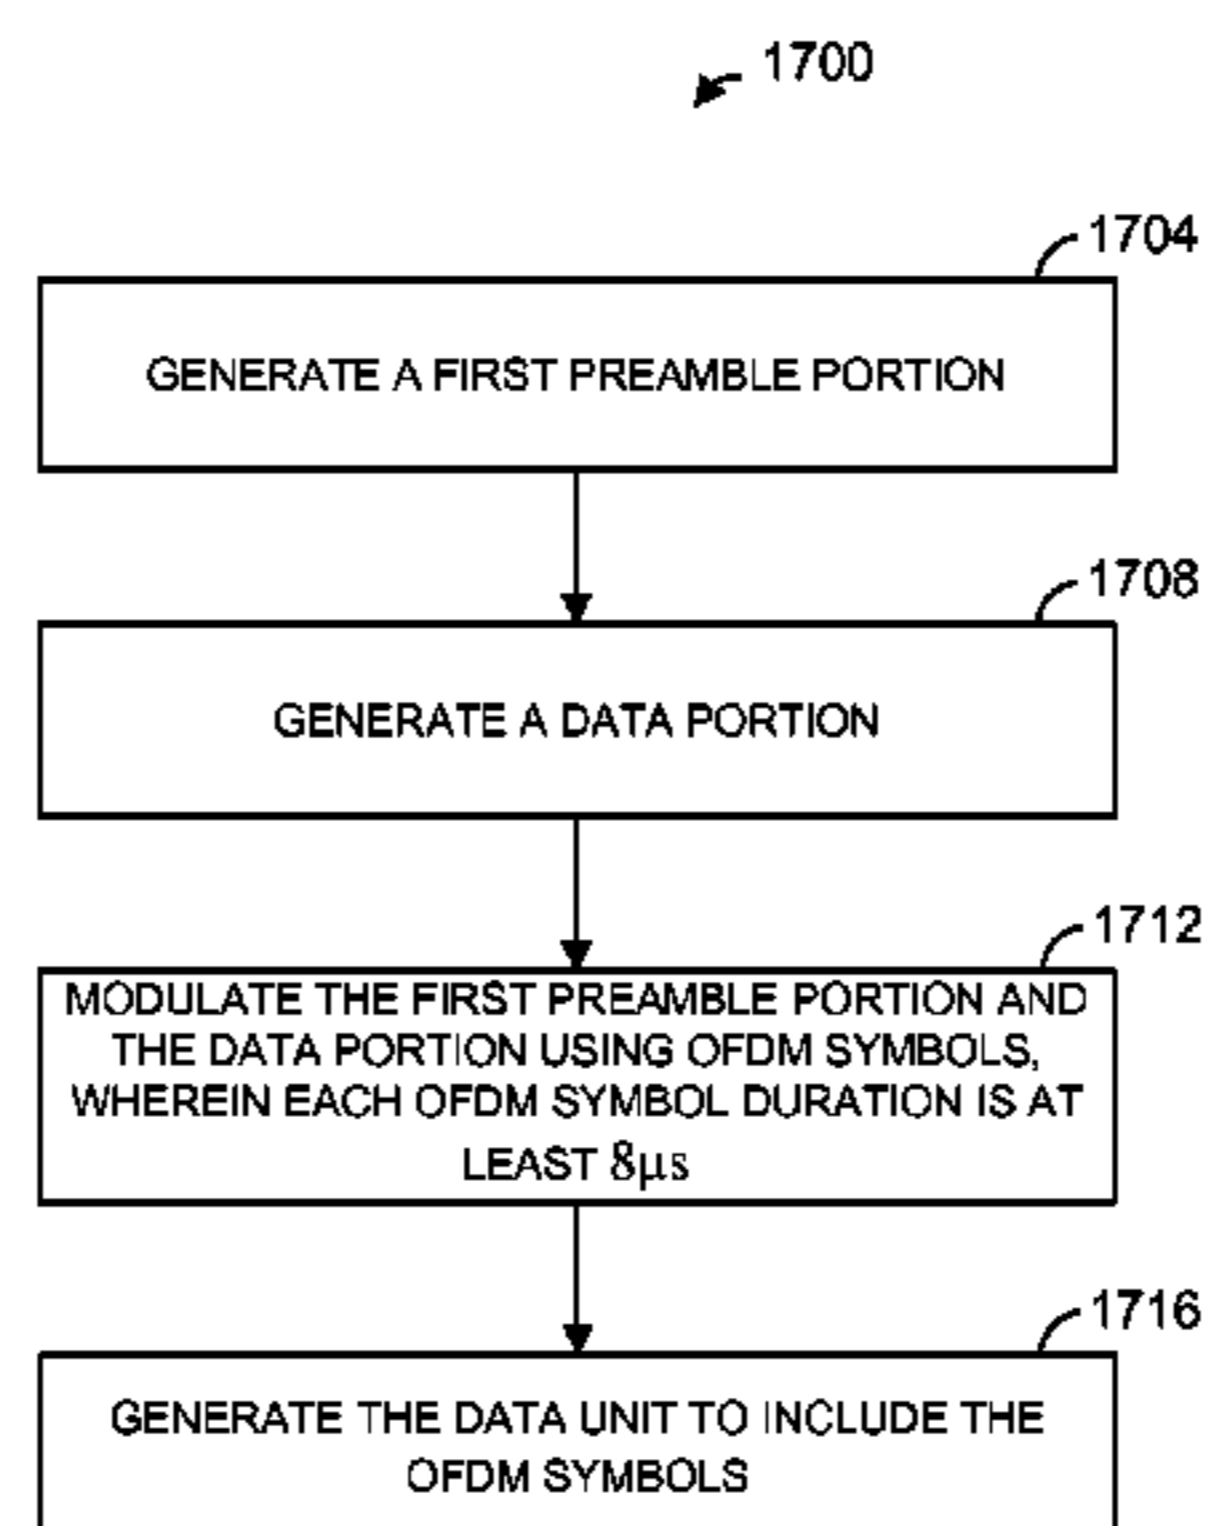 1700
1704
GENERATE A FIRST PREAMBLE PORTION
1708
GENERATE A DATA PORTION
1712
MODULATE THE FIRST PREAMBLE PORTION AND
THE DATA PORTION USING OFDM SYMBOLS,
WHEREIN EACH OFDM SYMBOL DURATION IS AT
LEAST 8μs
1716
GENERATE THE DATA UNIT TO INCLUDE THE
OFDM SYMBOLS